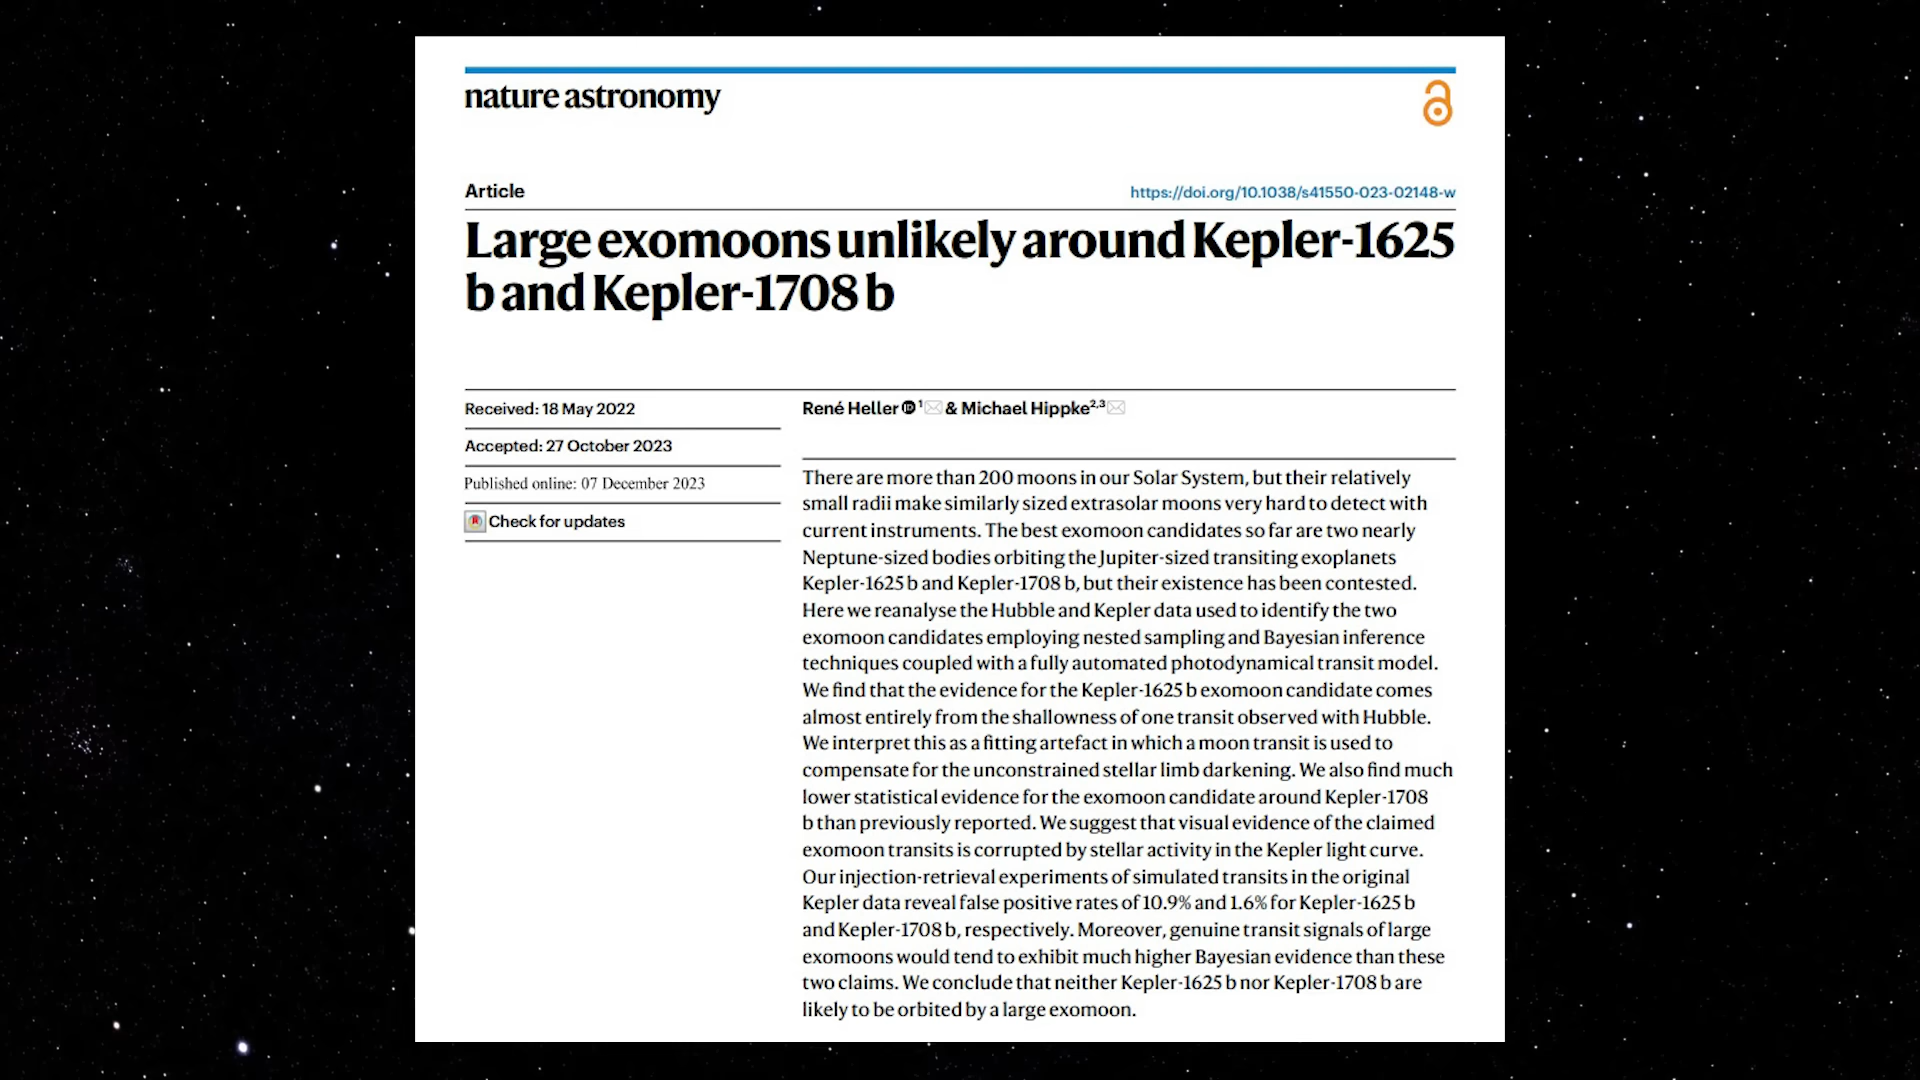 nature astronomy
Article
https://doi.org/10.1038/s41550-023-02148-w
Large exomoons unlikely around Kepler-1625
b and Kepler-1708 b
Received: 18 May 2022
Accepted: 27 October 2023
Published online: 07 December 2023
Check for updates
René Heller 1 & Michael Hippke2,3
There are more than 200 moons in our Solar System, but their relatively
small radii make similarly sized extrasolar moons very hard to detect with
current instruments. The best exomoon candidates so far are two nearly
Neptune-sized bodies orbiting the Jupiter-sized transiting exoplanets
Kepler-1625 b and Kepler-1708 b, but their existence has been contested.
Here we reanalyse the Hubble and Kepler data used to identify the two
exomoon candidates employing nested sampling and Bayesian inference
techniques coupled with a fully automated photodynamical transit model.
We find that the evidence for the Kepler-1625 b exomoon candidate comes
almost entirely from the shallowness of one transit observed with Hubble.
We interpret this as a fitting artefact in which a moon transit is used to
compensate for the unconstrained stellar limb darkening. We also find much
lower statistical evidence for the exomoon candidate around Kepler-1708
b than previously reported. We suggest that visual evidence of the claimed
exomoon transits is corrupted by stellar activity in the Kepler light curve.
Our injection-retrieval experiments of simulated transits in the original
Kepler data reveal false positive rates of 10.9% and 1.6% for Kepler-1625 b
and Kepler-1708 b, respectively. Moreover, genuine transit signals of large
exomoons would tend to exhibit much higher Bayesian evidence than these
two claims. We conclude that neither Kepler-1625 b nor Kepler-1708 b are
likely to be orbited by a large exomoon.